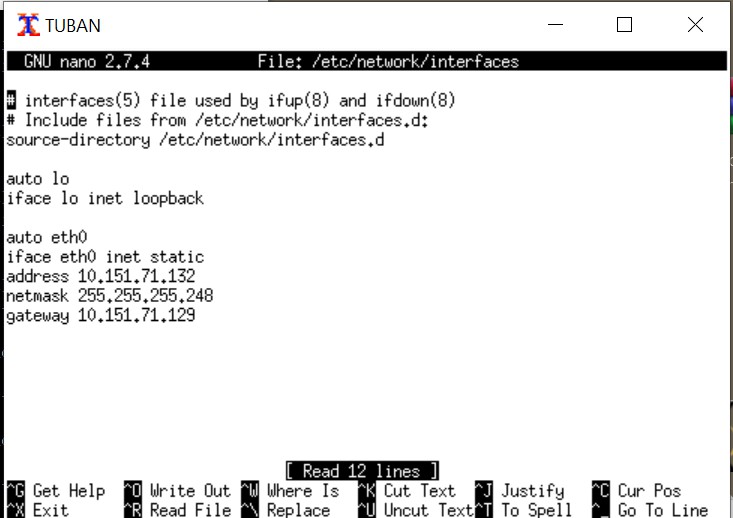 TUBAN
GNU nano 2.7.4 File: /etc/network/interfaces
# interfaces(5) file used by ifup(8) and ifdown(8)
# Include files from /etc/network/interfaces.d:
source-directory /etc/network/interfaces.d
auto lo
iface lo inet loopback
auto eth0
iface eth0 inet static
address 10.151.71.132
netmask 255.255.255.248
gateway 10.151.71.129
[ Read 12 lines ]
^G Get Help ^O Write Out ^W Where Is ^K Cut Text ^J Justify ^C Cur Pos
^X Exit ^R Read File ^\ Replace ^U Uncut Text ^T To Spell ^_ Go To Line